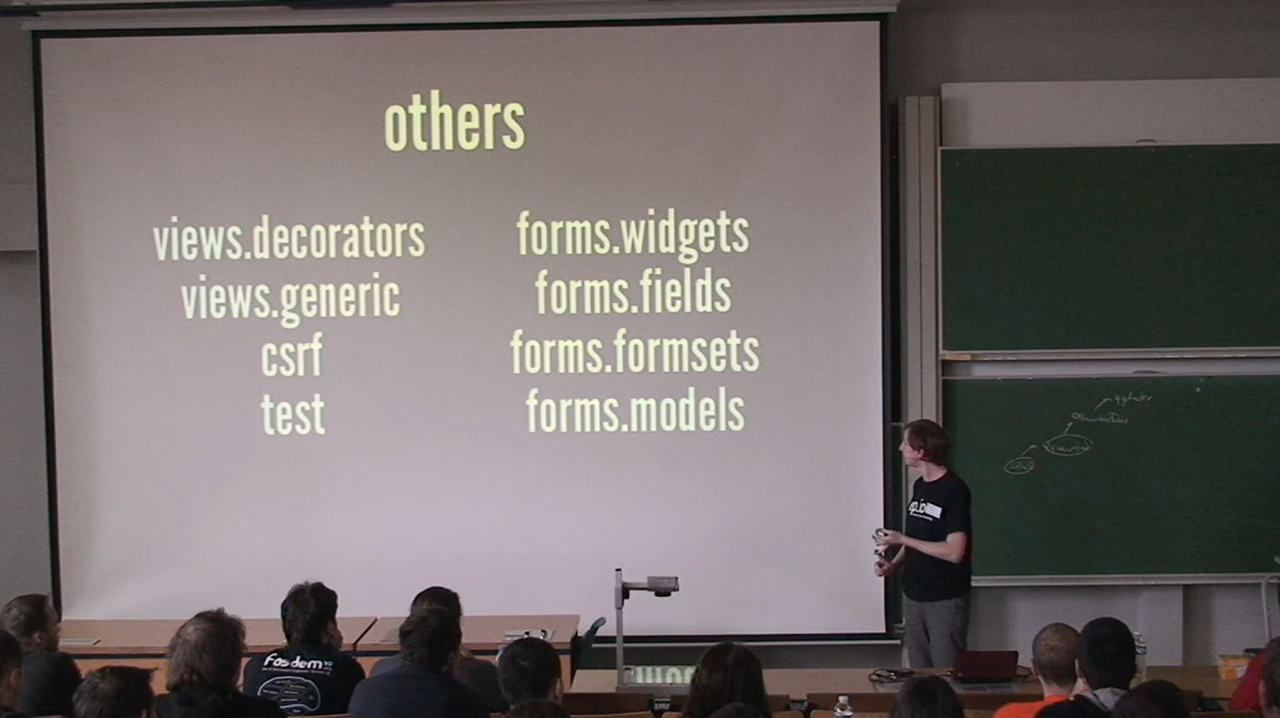 others
views.decorators
views.generic
csrf
test
forms.widgets
forms.fields
forms.formsets
forms.models
fosdem